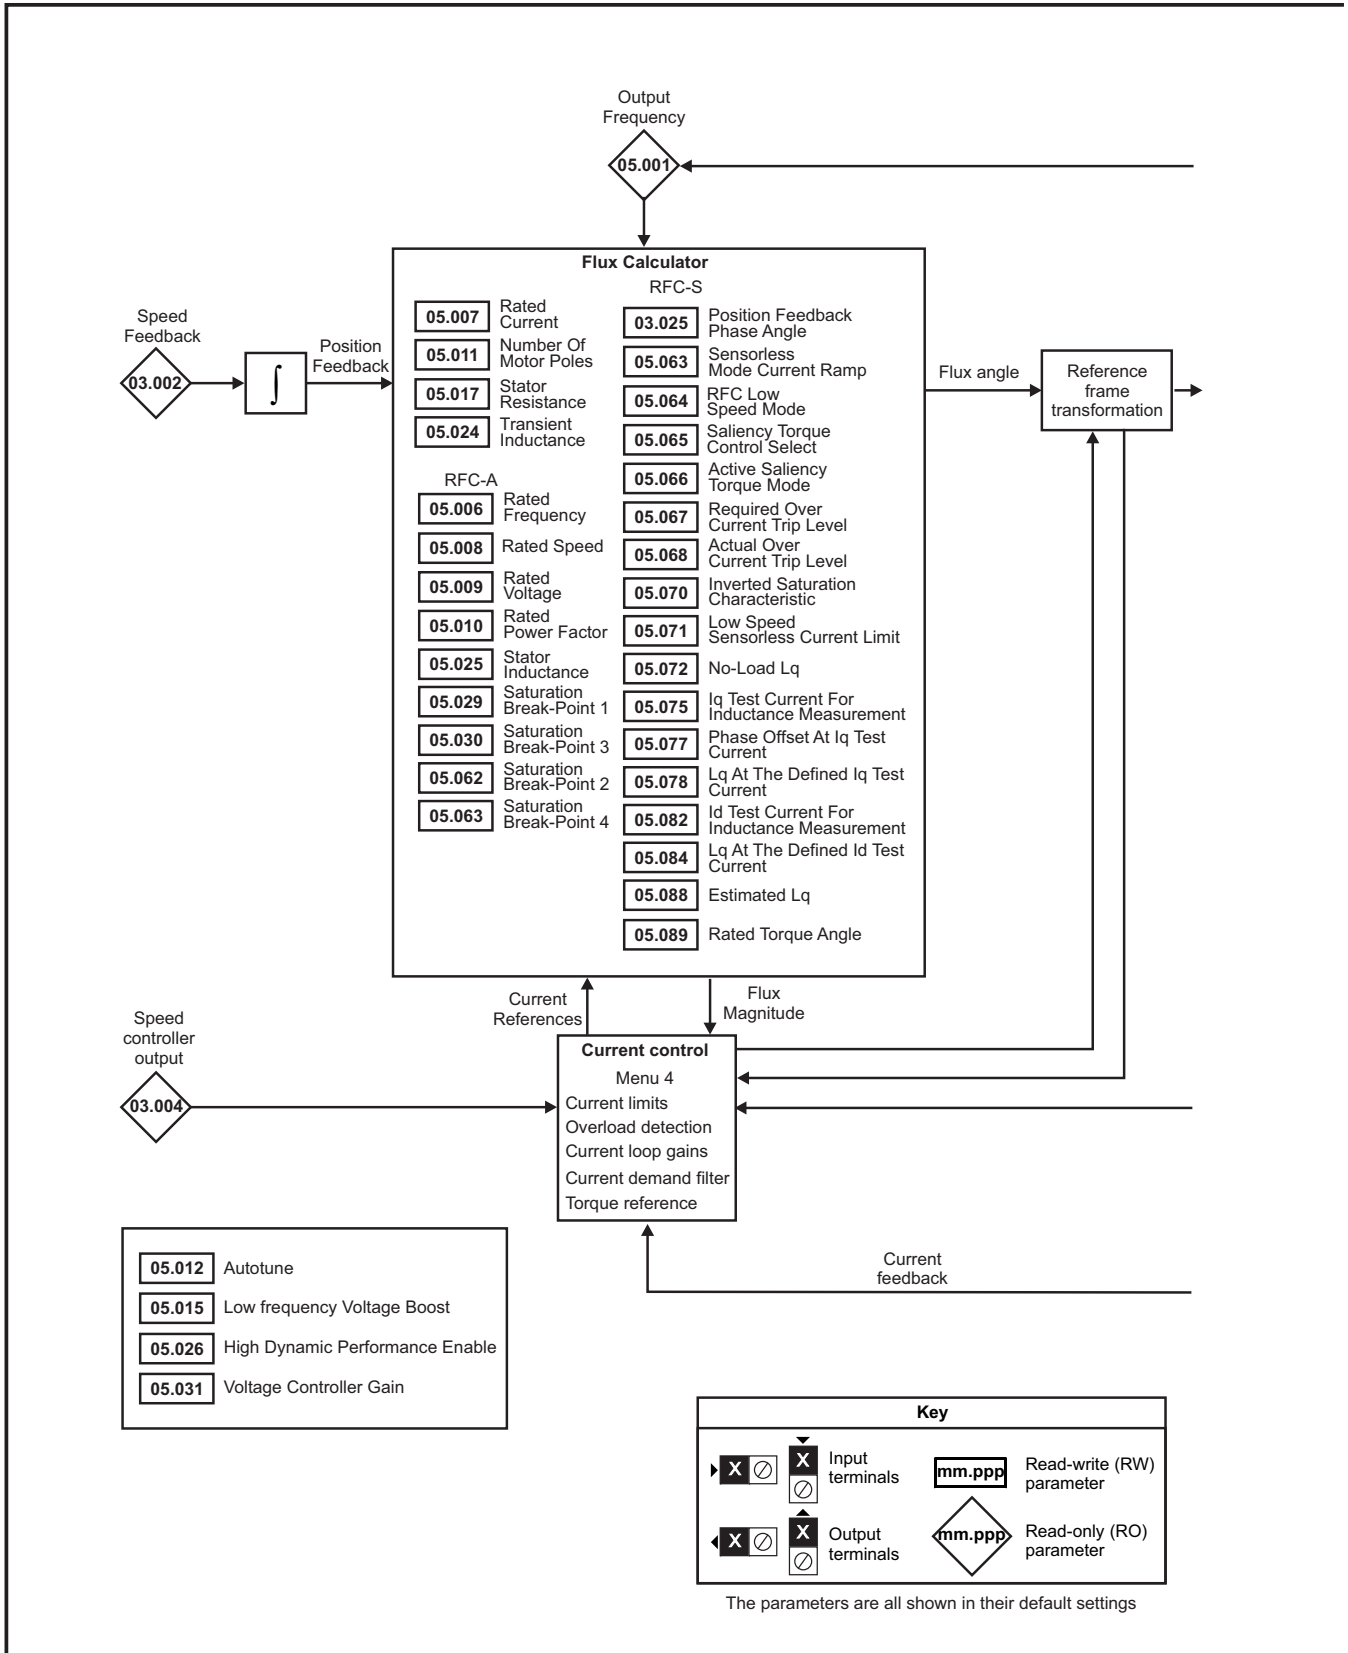 Output
Frequency
05.001
Flux Calculator
Speed
Feedback
03.002
∫
Position
Feedback
05.007 Rated
Current
05.011 Number Of
Motor Poles
05.017 Stator
Resistance
05.024 Transient
Inductance
RFC-A
05.006 Rated
Frequency
05.008 Rated Speed
05.009 Rated
Voltage
05.010 Rated
Power Factor
05.025 Stator
Inductance
05.029 Saturation
Break-Point 1
05.030 Saturation
Break-Point 3
05.062 Saturation
Break-Point 2
05.063 Saturation
Break-Point 4
RFC-S
03.025 Position Feedback
Phase Angle
05.063 Sensorless
Mode Current Ramp
05.064 RFC Low
Speed Mode
05.065 Saliency Torque
Control Select
05.066 Active Saliency
Torque Mode
05.067 Required Over
Current Trip Level
05.068 Actual Over
Current Trip Level
05.070 Inverted Saturation
Characteristic
05.071 Low Speed
Sensorless Current Limit
05.072 No-Load Lq
05.075 Iq Test Current For
Inductance Measurement
05.077 Phase Offset At Iq Test
Current
05.078 Lq At The Defined Iq Test
Current
05.082 Id Test Current For
Inductance Measurement
05.084 Lq At The Defined Id Test
Current
05.088 Estimated Lq
05.089 Rated Torque Angle
Flux angle
Reference
frame
transformation
Current
References
Flux
Magnitude
Speed
controller
output
03.004
Current control
Menu 4
Current limits
Overload detection
Current loop gains
Current demand filter
Torque reference
Current
feedback
05.012 Autotune
05.015 Low frequency Voltage Boost
05.026 High Dynamic Performance Enable
05.031 Voltage Controller Gain
Key
X X Input
terminals
mm.ppp Read-write (RW)
parameter
X X Output
terminals
mm.ppp Read-only (RO)
parameter
The parameters are all shown in their default settings